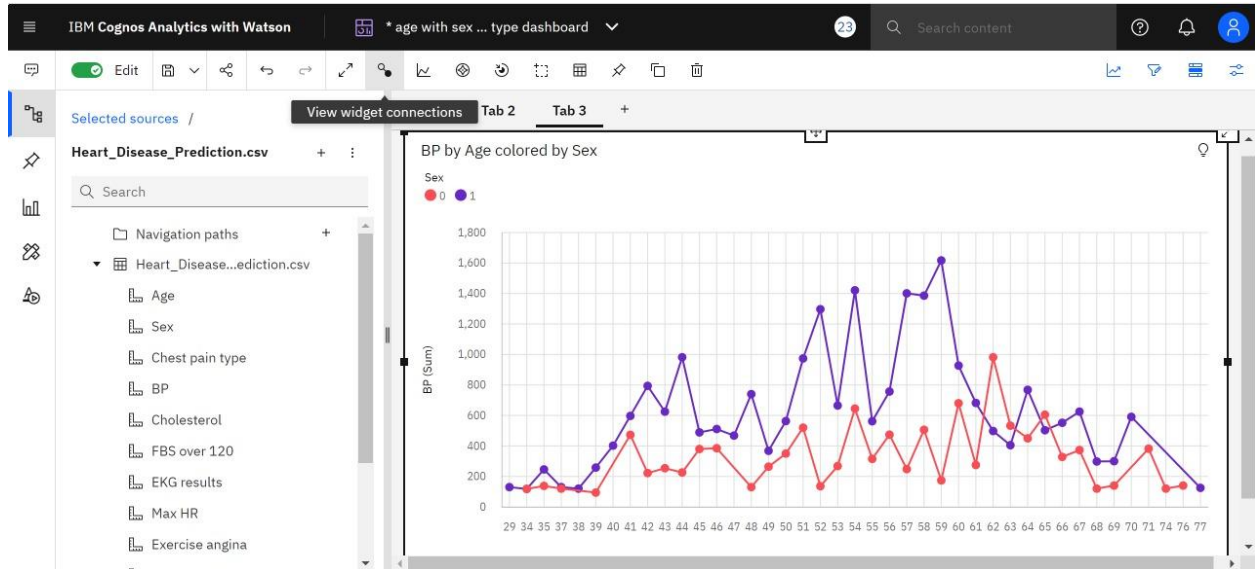 IBM Cognos Analytics with Watson
* age with sex ... type dashboard
23
Search content
Edit
View widget connections
Tab 2
Tab 3
+
Selected sources /
Heart_Disease_Prediction.csv
+
Search
Navigation paths
+
Heart_Disease...ediction.csv
Age
Sex
Chest pain type
BP
Cholesterol
FBS over 120
EKG results
Max HR
Exercise angina
BP by Age colored by Sex
Sex
0 1
BP (Sum)
1,800
1,600
1,400
1,200
1,000
800
600
400
200
0
29 34 35 37 38 39 40 41 42 43 44 45 46 47 48 49 50 51 52 53 54 55 56 57 58 59 60 61 62 63 64 65 66 67 68 69 70 71 74 76 77